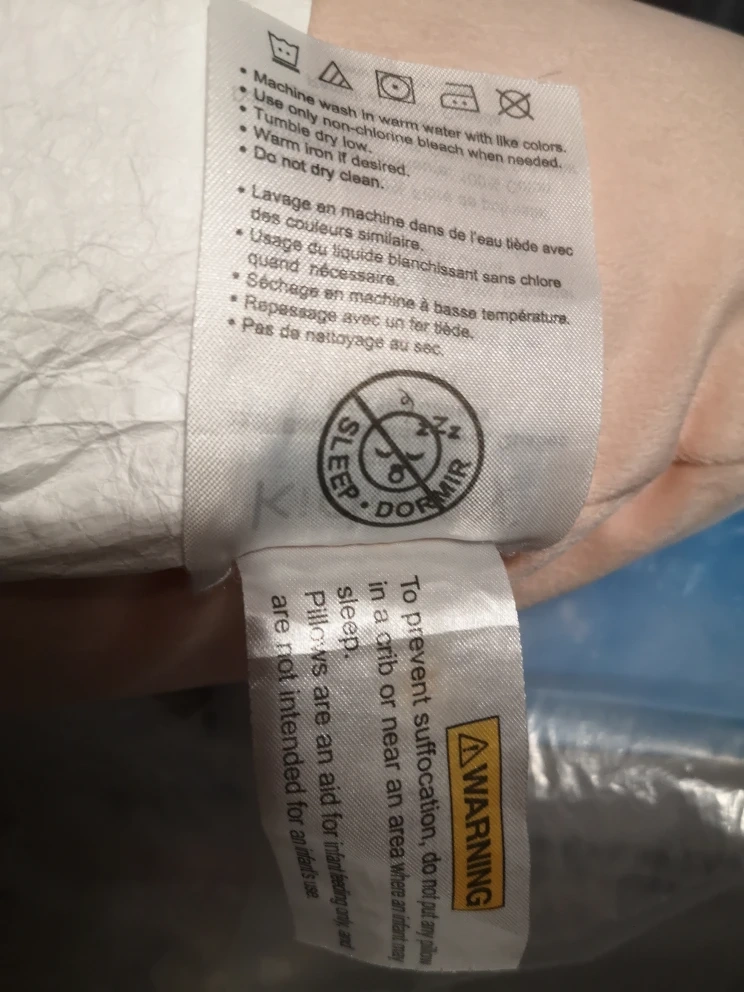 • Machine wash in warm water with like colors.
• Use only non-chlorine bleach when needed.
• Tumble dry low.
• Warm iron if desired.
• Do not dry clean.
• Lavage en machine dans de l'eau tiède avec
des couleurs similaire.
• Usage du liquide blanchissant sans chlore
quand nécessaire.
• Séchage en machine à basse température.
• Repessage avec un fer tiède.
• Pas de nettoyage au sec.
ZZZ
SLEEP • DORMIR
⚠WARNING
To prevent suffocation, do not put any pillow
in a crib or near an area where an infant may
sleep.
Pillows are an aid for infant feeding only, and
are not intended for an infant's use.